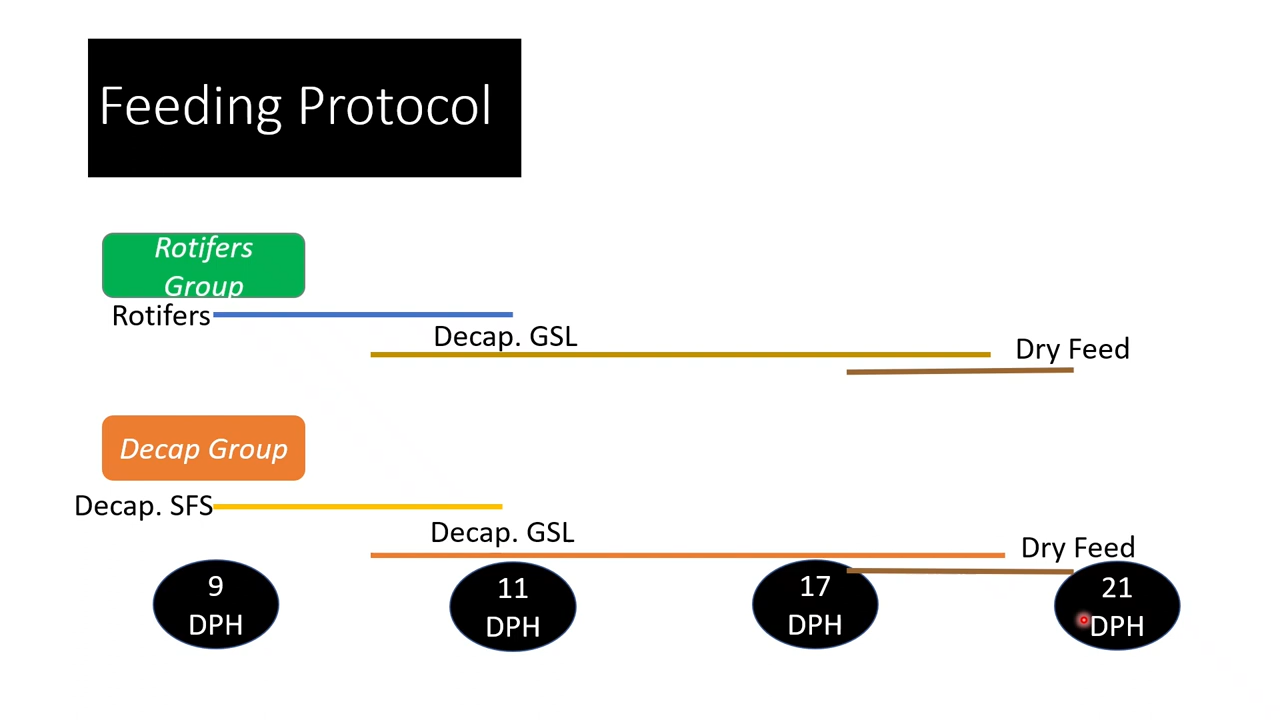 Feeding Protocol
Rotifers
Group
Rotifers
Decap. GSL
Dry Feed
Decap Group
Decap. SFS
Decap. GSL
Dry Feed
9
DPH
11
DPH
17
DPH
21
DPH